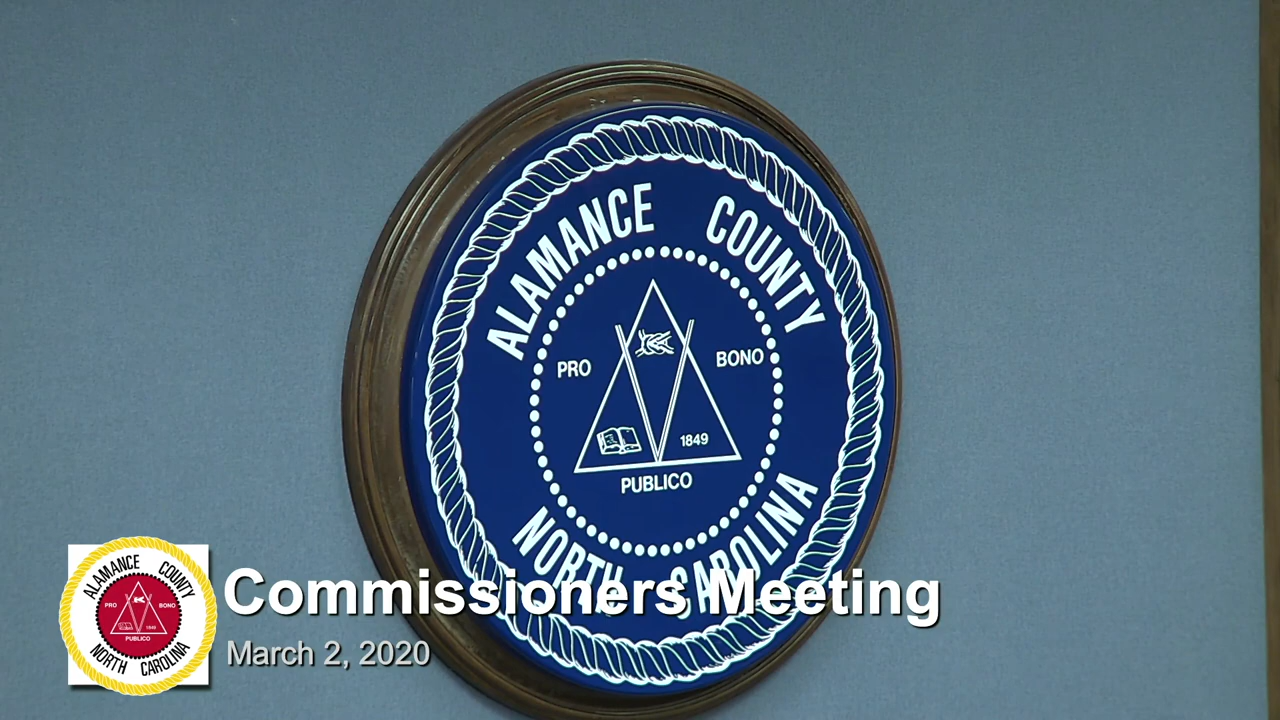 ALAMANCE COUNTY
PRO BONO
1849
PUBLICO
NORTH CAROLINA
Commissioners Meeting
March 2, 2020
ALAMANCE COUNTY
PRO BONO
1849
PUBLICO
NORTH CAROLINA